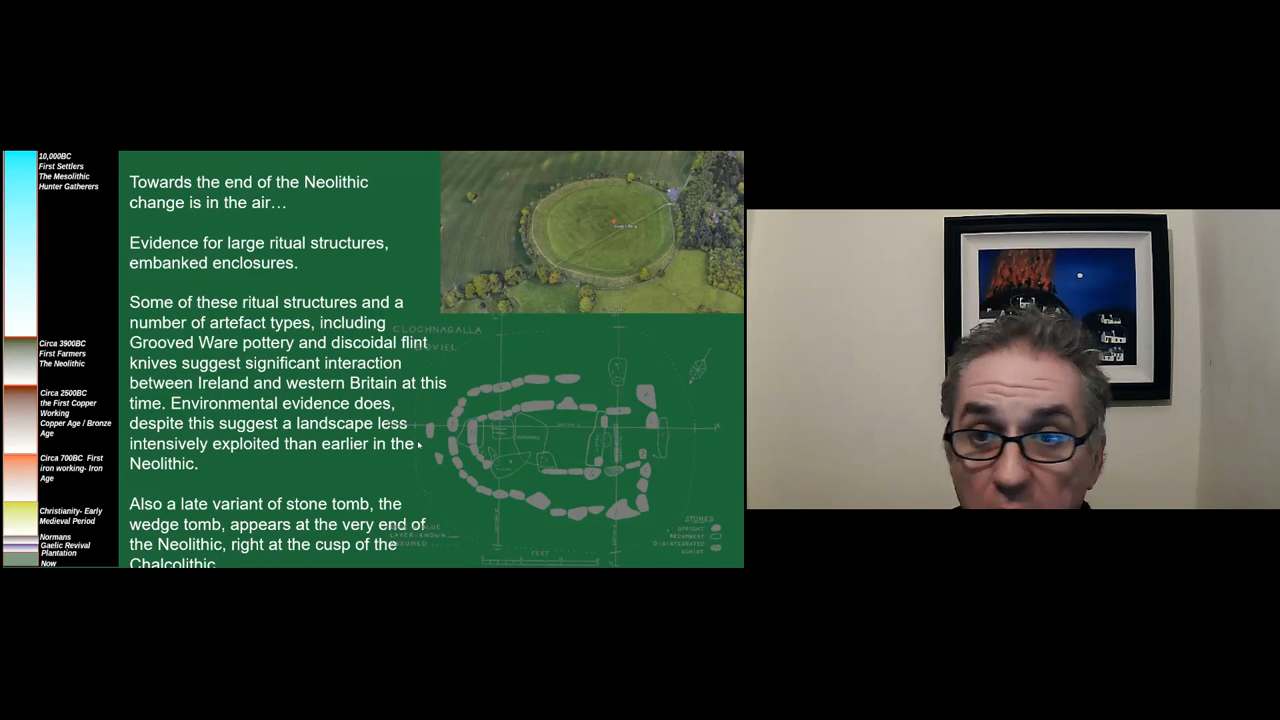 10,000BC
First Settlers
The Mesolithic
Hunter Gatherers
Circa 3900BC
First Farmers
The Neolithic
Circa 2500BC
the First Copper
Working
Copper Age / Bronze
Age
Circa 700BC First
iron working- Iron
Age
Christianity- Early
Medieval Period
Normans
Gaelic Revival
Plantation
Now
Towards the end of the Neolithic
change is in the air…
Evidence for large ritual structures,
embanked enclosures.
Some of these ritual structures and a
number of artefact types, including
Grooved Ware pottery and discoidal flint
knives suggest significant interaction
between Ireland and western Britain at this
time. Environmental evidence does,
despite this suggest a landscape less
intensively exploited than earlier in the
Neolithic.
Also a late variant of stone tomb, the
wedge tomb, appears at the very end of
the Neolithic, right at the cusp of the
Chalcolithic
CLOGHNAGALLA
FEET
STONES
UPRIGHT
RECUMBENT
DISINTEGRATED